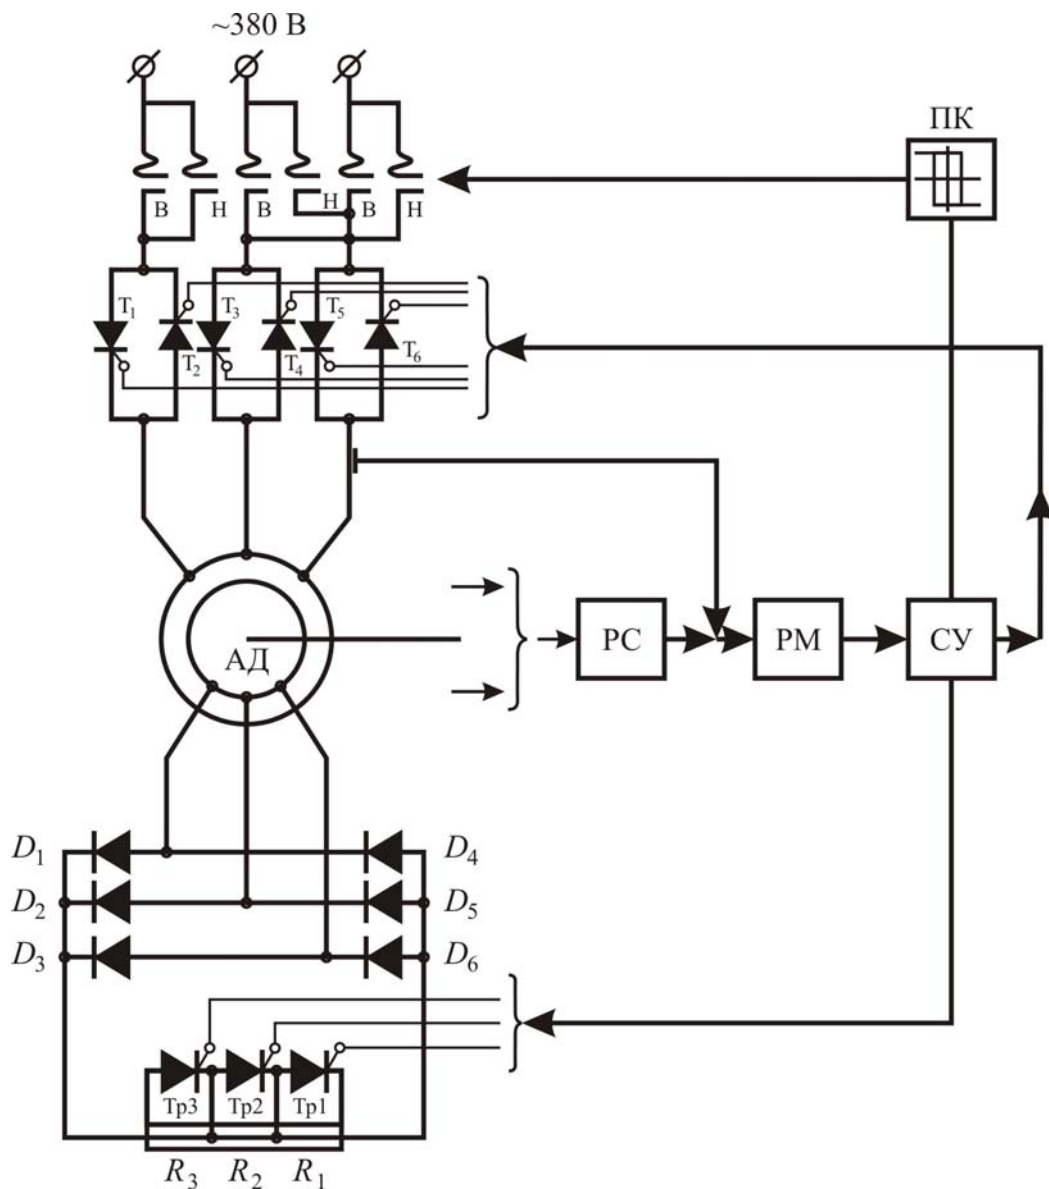 ~380 В
ПК
В Н В Н В Н
T1 T3 T5
T2 T4 T6
АД РС РМ СУ
D1 D4
D2 D5
D3 D6
Тр3 Тр2 Тр1
R3 R2 R1